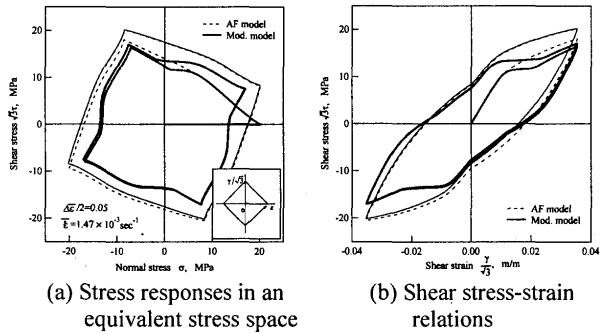 AF model
Mod. model
20
10
0
-10
-20
Shear stress √3τ, MPa
γ/√3
0
ε
Δε̅/2=0.05
ε̅̇=1.47 × 10⁻³sec⁻¹
-20 -10 0 10 20
Normal stress σ, MPa
(a) Stress responses in an
equivalent stress space
20
10
0
-10
-20
Shear stress √3τ, MPa
AF model
Mod. model
-0.04 -0.02 0.00 0.02 0.04
Shear strain γ/√3, m/m
(b) Shear stress-strain
relations